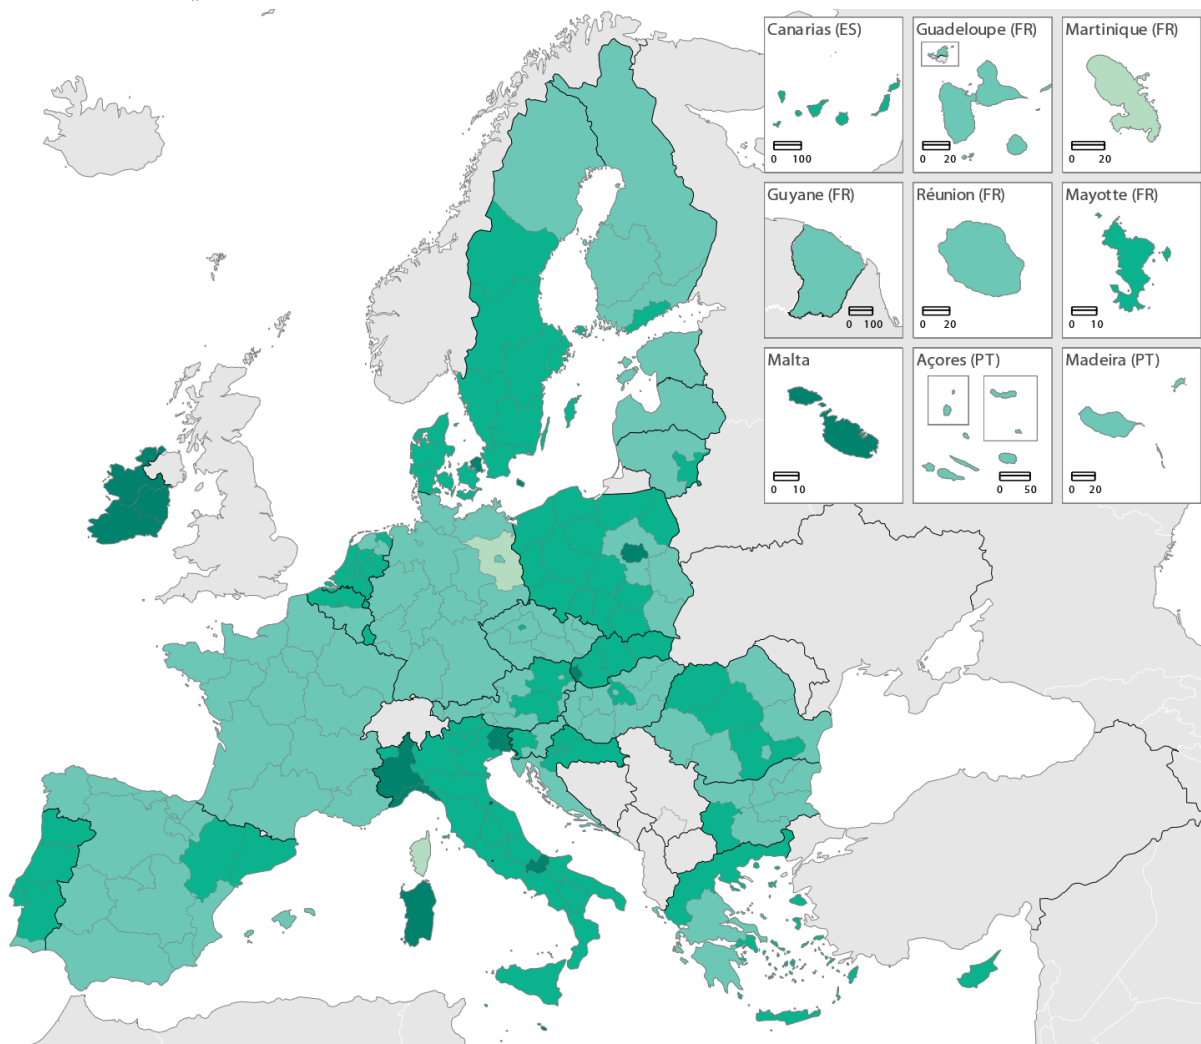 Canarias (ES)
0 100
Guadeloupe (FR)
0 20
Martinique (FR)
0 20
Guyane (FR)
0 100
Réunion (FR)
0 20
Mayotte (FR)
0 10
Malta
0 10
Açores (PT)
0 50
Madeira (PT)
0 20